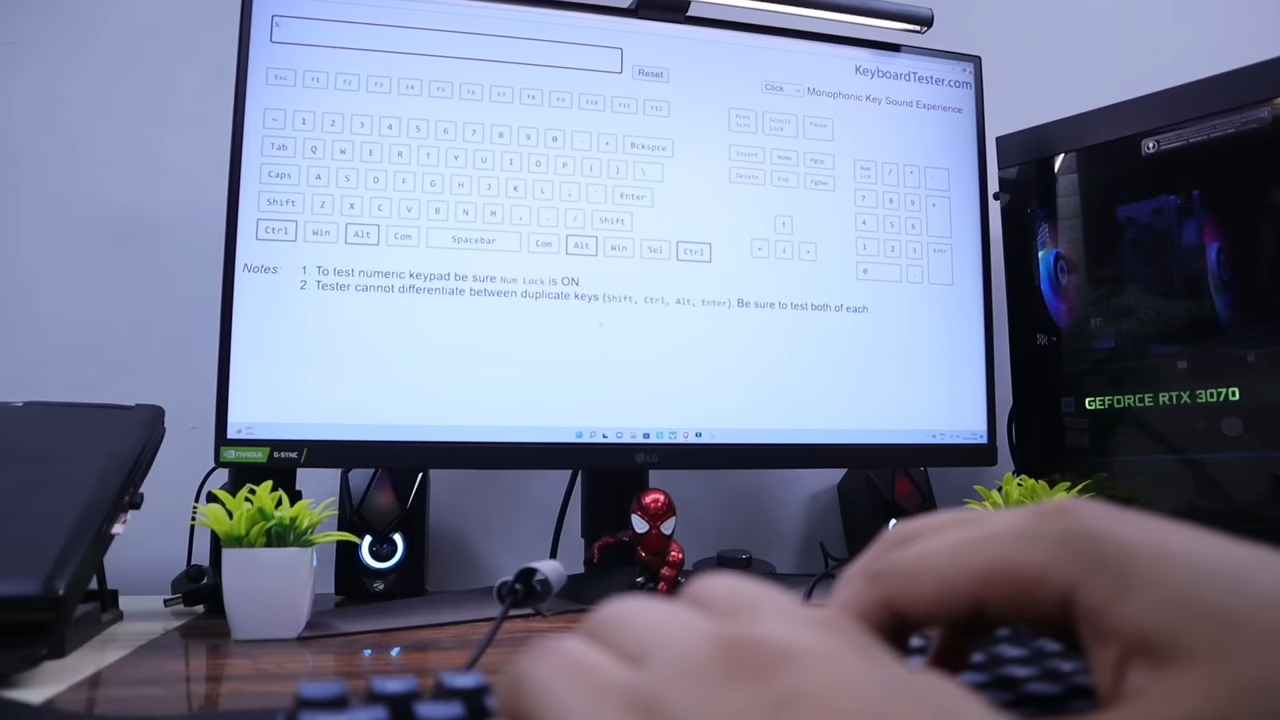 KeyboardTester.com
Reset
Click
Monophonic Key Sound Experience
Esc F1 F2 F3 F4 F5 F6 F7 F8 F9 F10 F11 F12
Prnt Scrn
Scroll Lock
Pause
~ 1 2 3 4 5 6 7 8 9 0 - + Bckspce
Insert Home PgUp
Num Lck / * -
Tab Q W E R T Y U I O P { } \
Delete End PgDwn
7 8 9 +
Caps A S D F G H J K L ; ' Enter
4 5 6
Shift Z X C V B N M , . / Shift
↑
1 2 3 Entr
Ctrl Win Alt Com Spacebar Com Alt Win Sel Ctrl
← ↓ →
0 .
Notes:
1. To test numeric keypad be sure Num Lock is ON
2. Tester cannot differentiate between duplicate keys (Shift, Ctrl, Alt, Enter). Be sure to test both of each.
NVIDIA G-SYNC
LG
GEFORCE RTX 3070